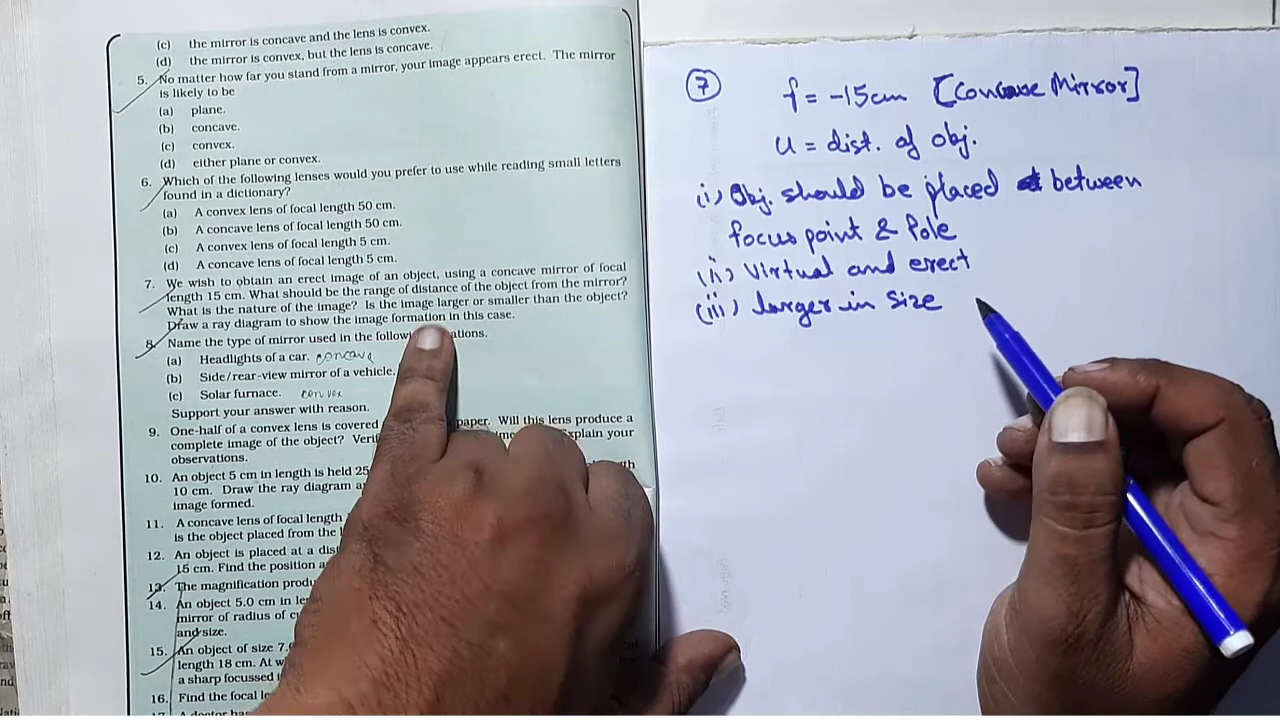 (c) the mirror is concave and the lens is convex.
(d) the mirror is convex, but the lens is concave.
5. No matter how far you stand from a mirror, your image appears erect. The mirror
is likely to be
(a) plane.
(b) concave.
(c) convex.
(d) either plane or convex.
6. Which of the following lenses would you prefer to use while reading small letters
found in a dictionary?
(a) A convex lens of focal length 50 cm.
(b) A concave lens of focal length 50 cm.
(c) A convex lens of focal length 5 cm.
(d) A concave lens of focal length 5 cm.
7. We wish to obtain an erect image of an object, using a concave mirror of focal
length 15 cm. What should be the range of distance of the object from the mirror?
What is the nature of the image? Is the image larger or smaller than the object?
Draw a ray diagram to show the image formation in this case.
8. Name the type of mirror used in the following
(a) Headlights of a car. concave
(b) Side/rear-view mirror of a vehicle.
(c) Solar furnace. convex
Support your answer with reason.
9. One-half of a convex lens is covered paper. Will this lens produce a
complete image of the object? explain your
observations.
10. An object 5 cm in length is held 25
10 cm. Draw the ray diagram
image formed.
11. A concave lens of focal length
is the object placed from the
12. An object is placed at a
15 cm. Find the position
13. The magnification
14. An object 5.0 cm in
mirror of radius of
and size.
15. An object of size
length 18 cm. At
a sharp focussed
16. Find the focal
7
f = -15cm [Concave Mirror]
u = dist. of obj.
(i) Obj. should be placed between
focus point & Pole
(ii) Virtual and erect
(iii) larger in size